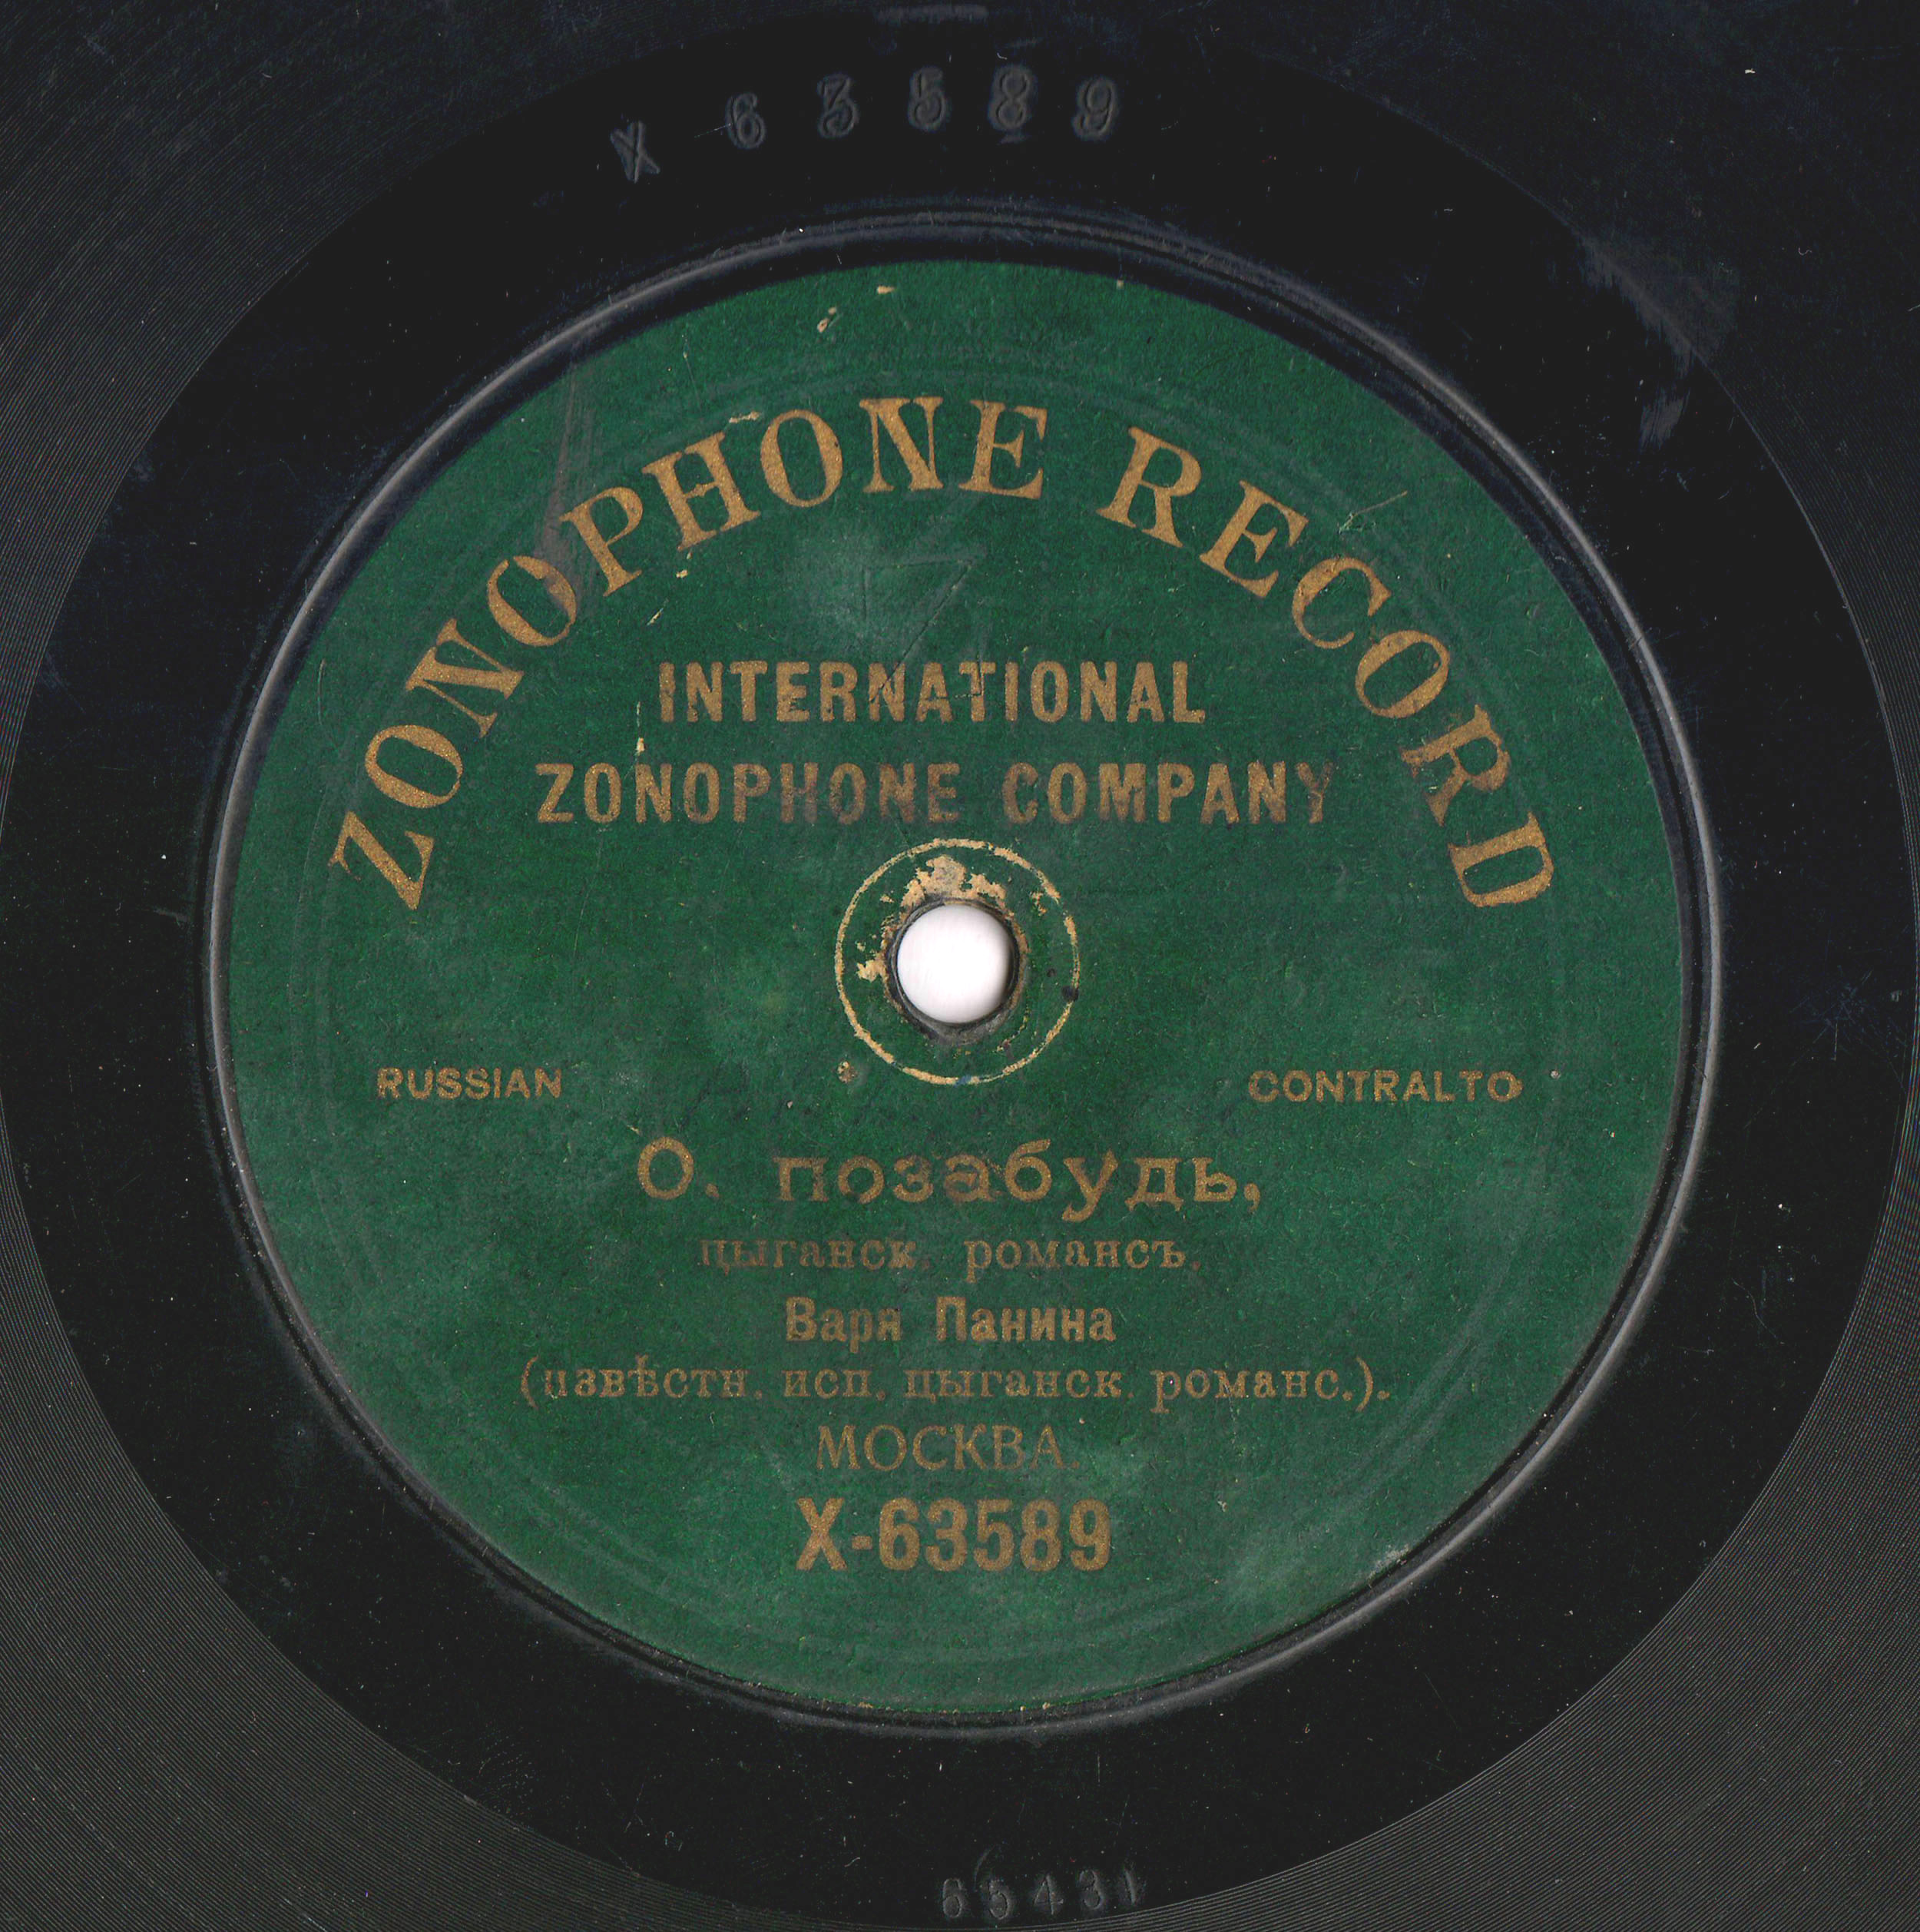 X 63589
ZONOPHONE RECORD
INTERNATIONAL
ZONOPHONE COMPANY
RUSSIAN CONTRALTO
О. позабудь,
цыганск. романсъ.
Варя Панина
(извѣстн. исп. цыганск. романс.).
МОСКВА.
X-63589
65431